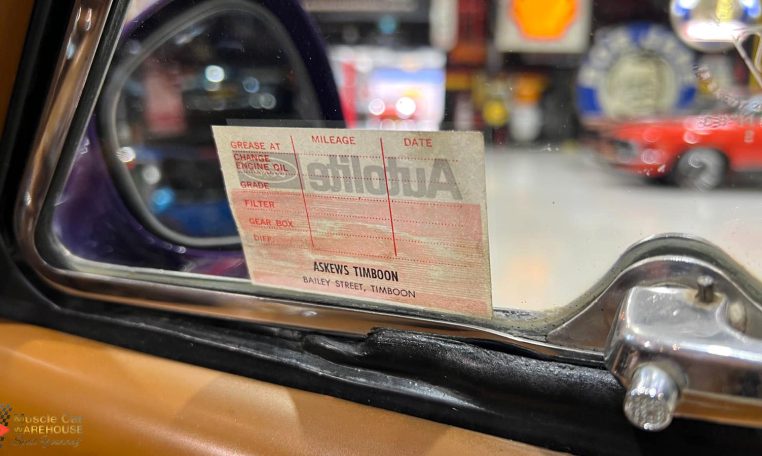 MILEAGE DATE
GREASE AT
CHANGE
ENGINE OIL
GRADE
FILTER
GEAR BOX
DIFF
Autolite
ASKEWS TIMBOON
BAILEY STREET, TIMBOON
MUSCLE CAR
WAREHOUSE